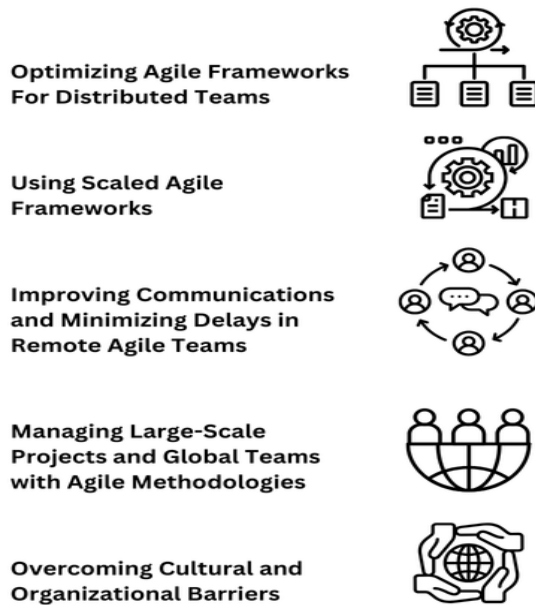 Optimizing Agile Frameworks
For Distributed Teams
Using Scaled Agile
Frameworks
Improving Communications
and Minimizing Delays in
Remote Agile Teams
Managing Large-Scale
Projects and Global Teams
with Agile Methodologies
Overcoming Cultural and
Organizational Barriers